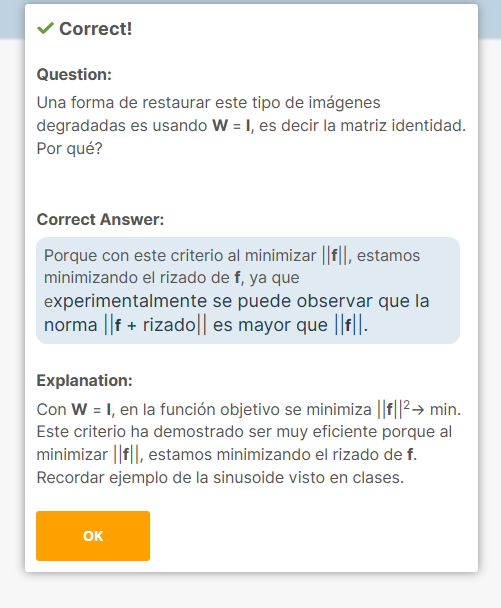 ✓ Correct!
Question:
Una forma de restaurar este tipo de imágenes
degradadas es usando W = I, es decir la matriz identidad.
Por qué?
Correct Answer:
Porque con este criterio al minimizar ||f||, estamos
minimizando el rizado de f, ya que
experimentalmente se puede observar que la
norma ||f + rizado|| es mayor que ||f||.
Explanation:
Con W = I, en la función objetivo se minimiza ||f||²→ min.
Este criterio ha demostrado ser muy eficiente porque al
minimizar ||f||, estamos minimizando el rizado de f.
Recordar ejemplo de la sinusoide visto en clases.
OK